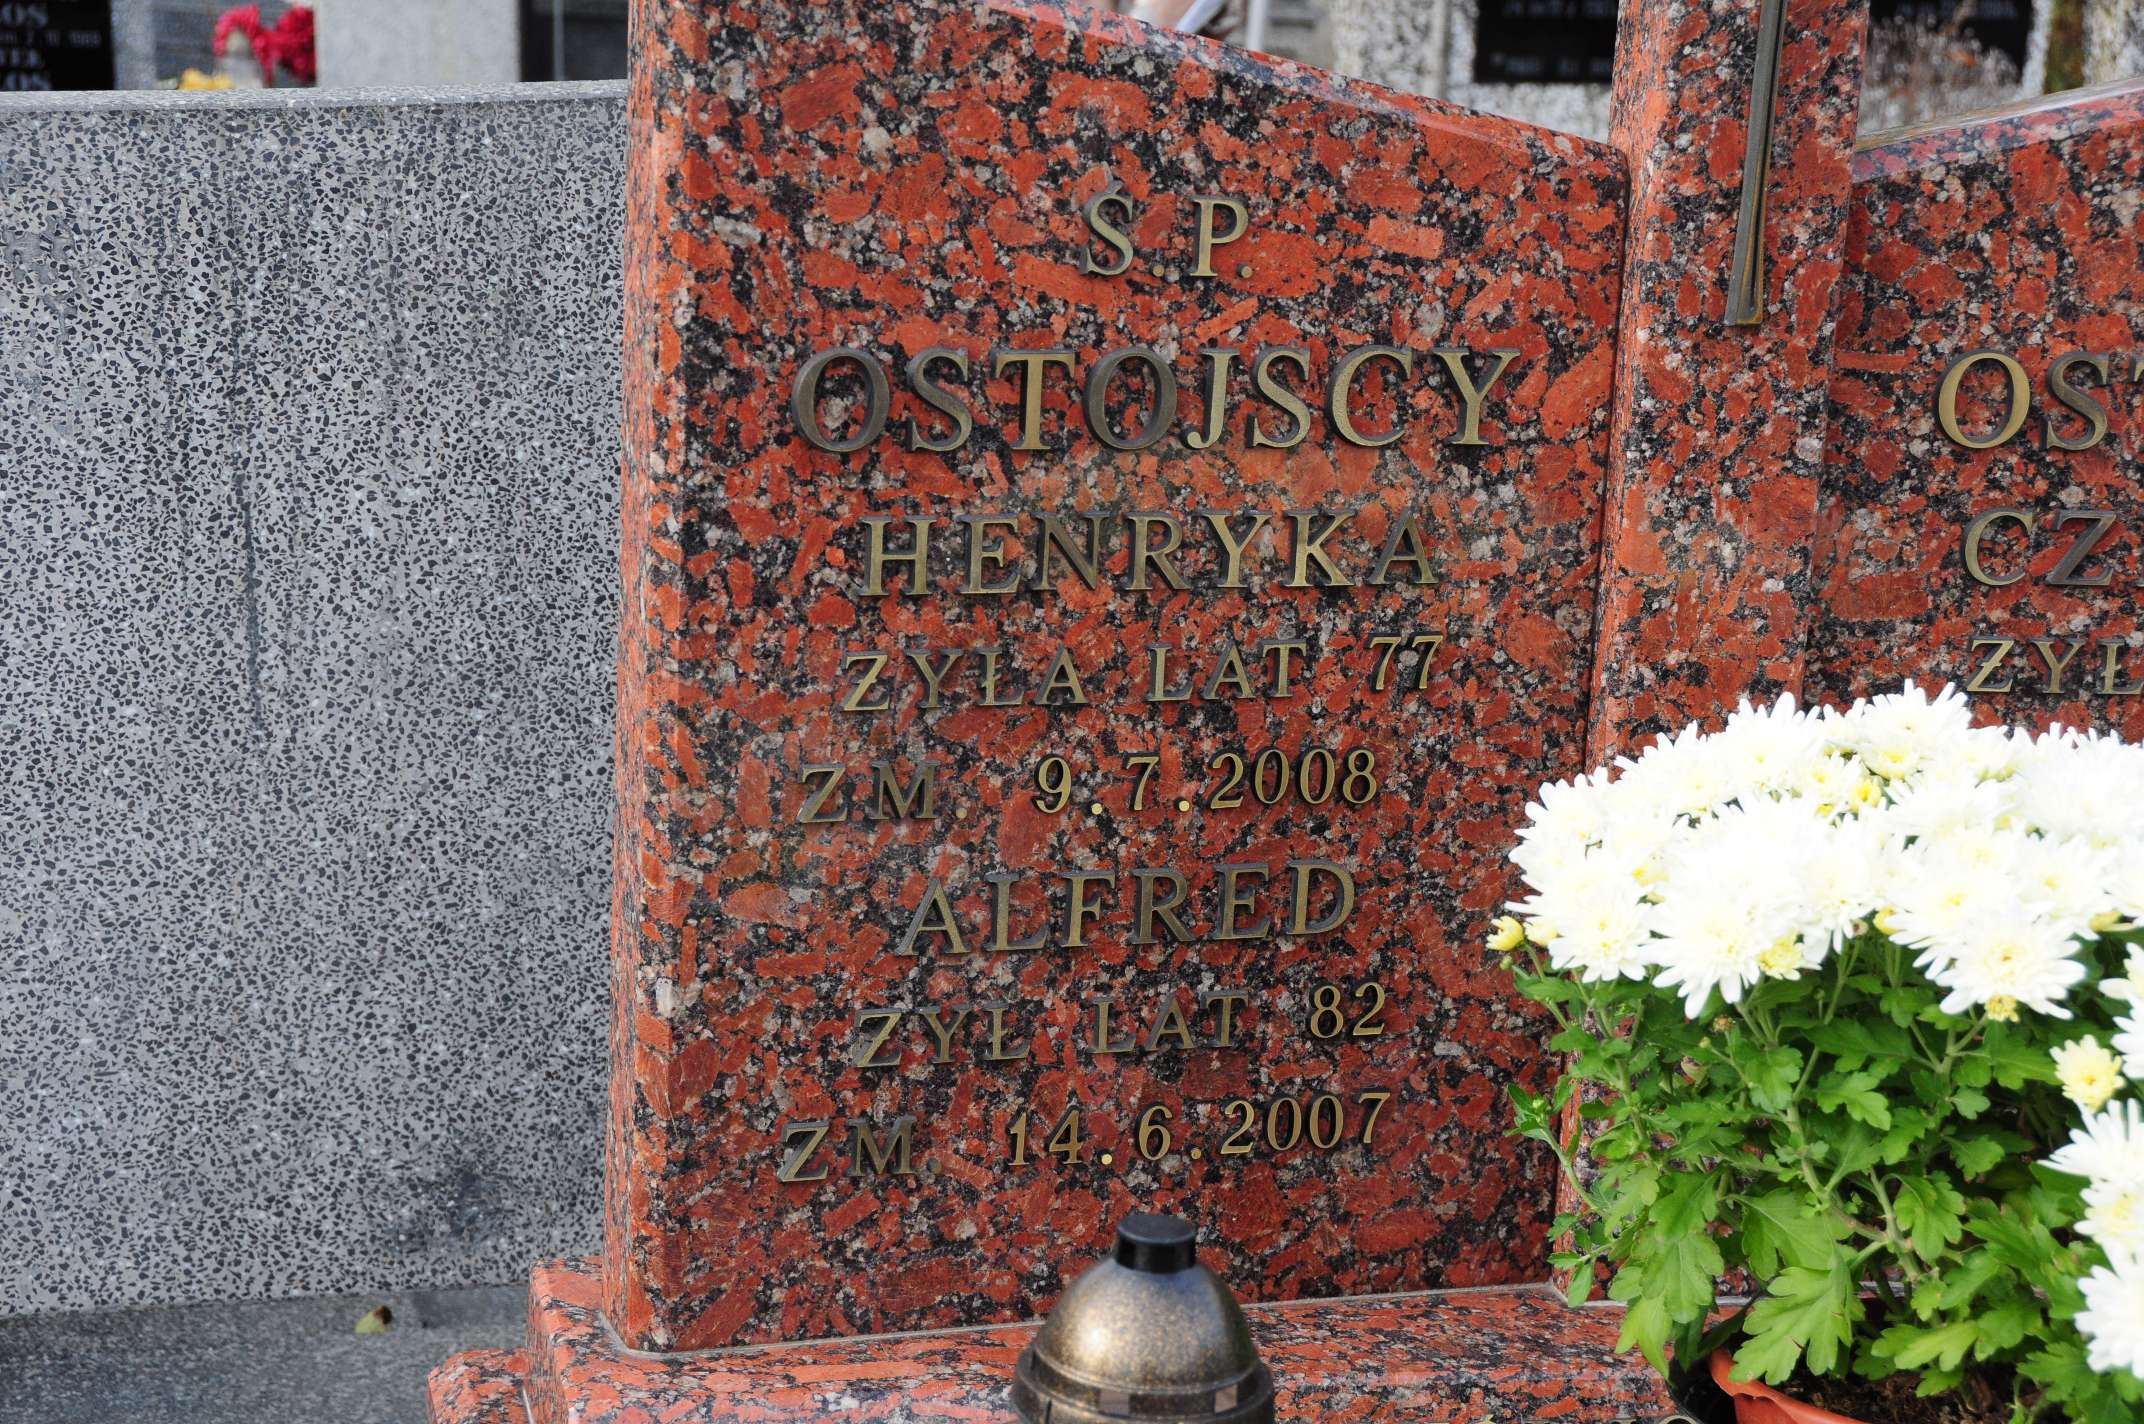 Ś.P.
OSTOJSCY
HENRYKA
ŻYŁA LAT 77
ZM. 9.7.2008
ALFRED
ŻYŁ LAT 82
ZM. 14.6.2007